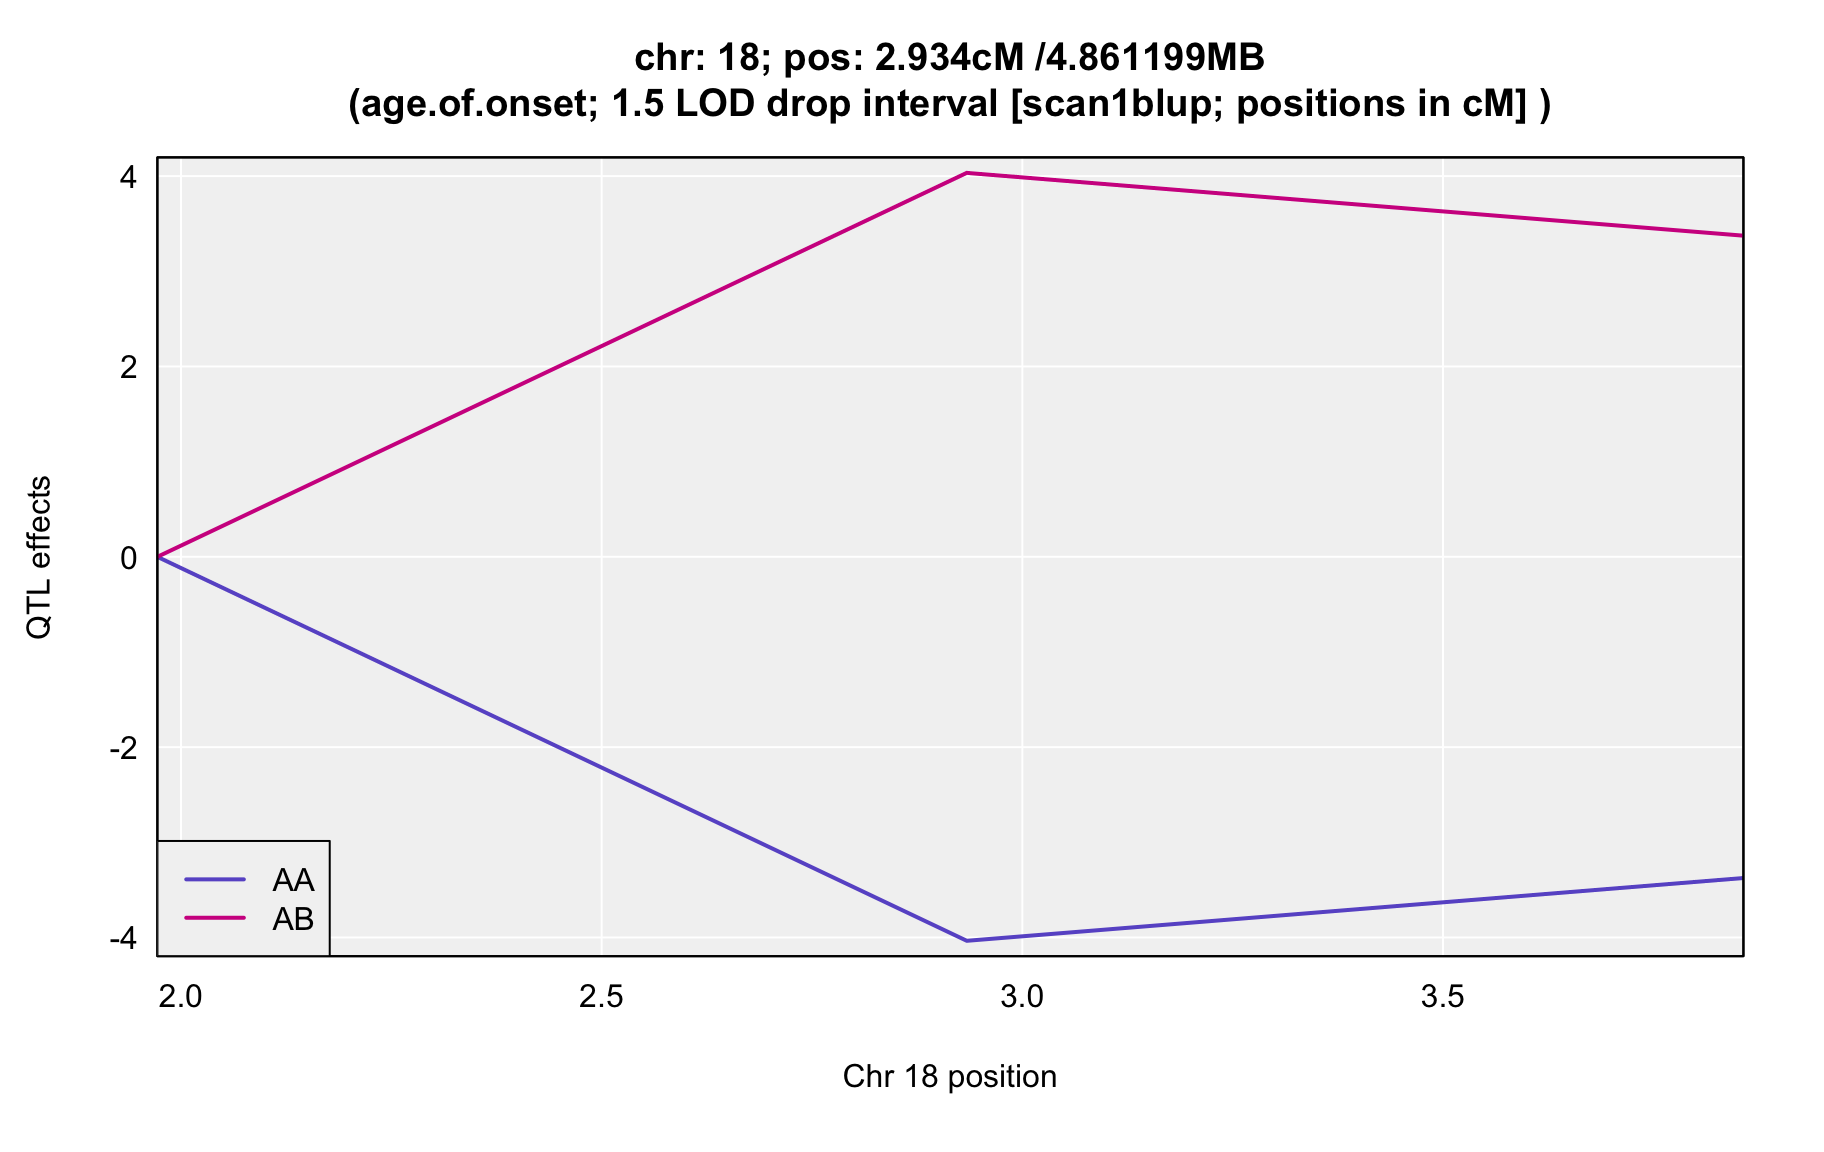 chr: 18; pos: 2.934cM /4.861199MB
(age.of.onset; 1.5 LOD drop interval [scan1blup; positions in cM] )
4
2
0
-2
-4
QTL effects
AA
AB
2.0 2.5 3.0 3.5
Chr 18 position